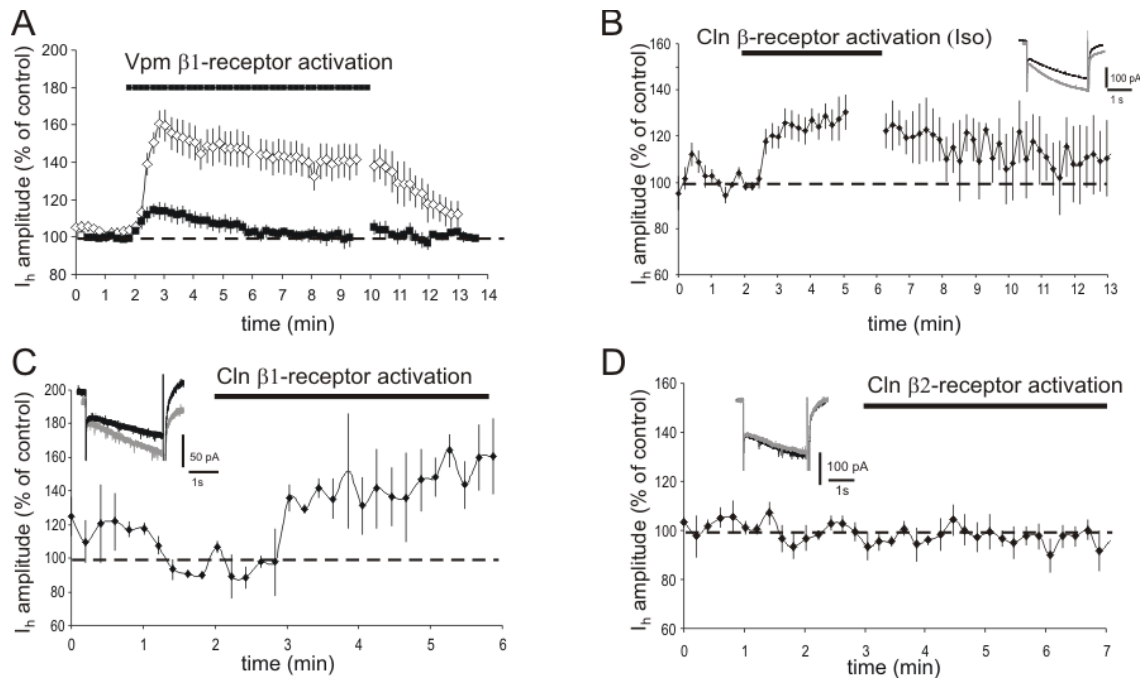 A
Vpm β1-receptor activation
Ih amplitude (% of control)
200
180
160
140
120
100
80
0 1 2 3 4 5 6 7 8 9 10 11 12 13 14
time (min)
B
Cln β-receptor activation (Iso)
Ih amplitude (% of control)
160
140
120
100
80
60
100 pA
1 s
0 1 2 3 4 5 6 7 8 9 10 11 12 13
time (min)
C
Cln β1-receptor activation
Ih amplitude (% of control)
200
180
160
140
120
100
80
60
50 pA
1s
0 1 2 3 4 5 6
time (min)
D
Cln β2-receptor activation
Ih amplitude (% of control)
160
140
120
100
80
60
100 pA
1s
0 1 2 3 4 5 6 7
time (min)